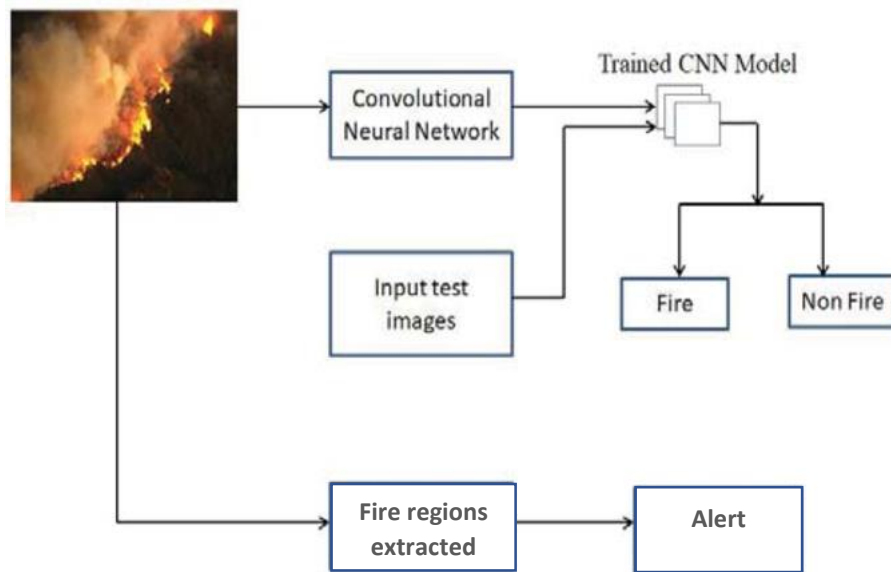 Trained CNN Model
Convolutional
Neural Network
Input test
images
Fire
Non Fire
Fire regions
extracted
Alert